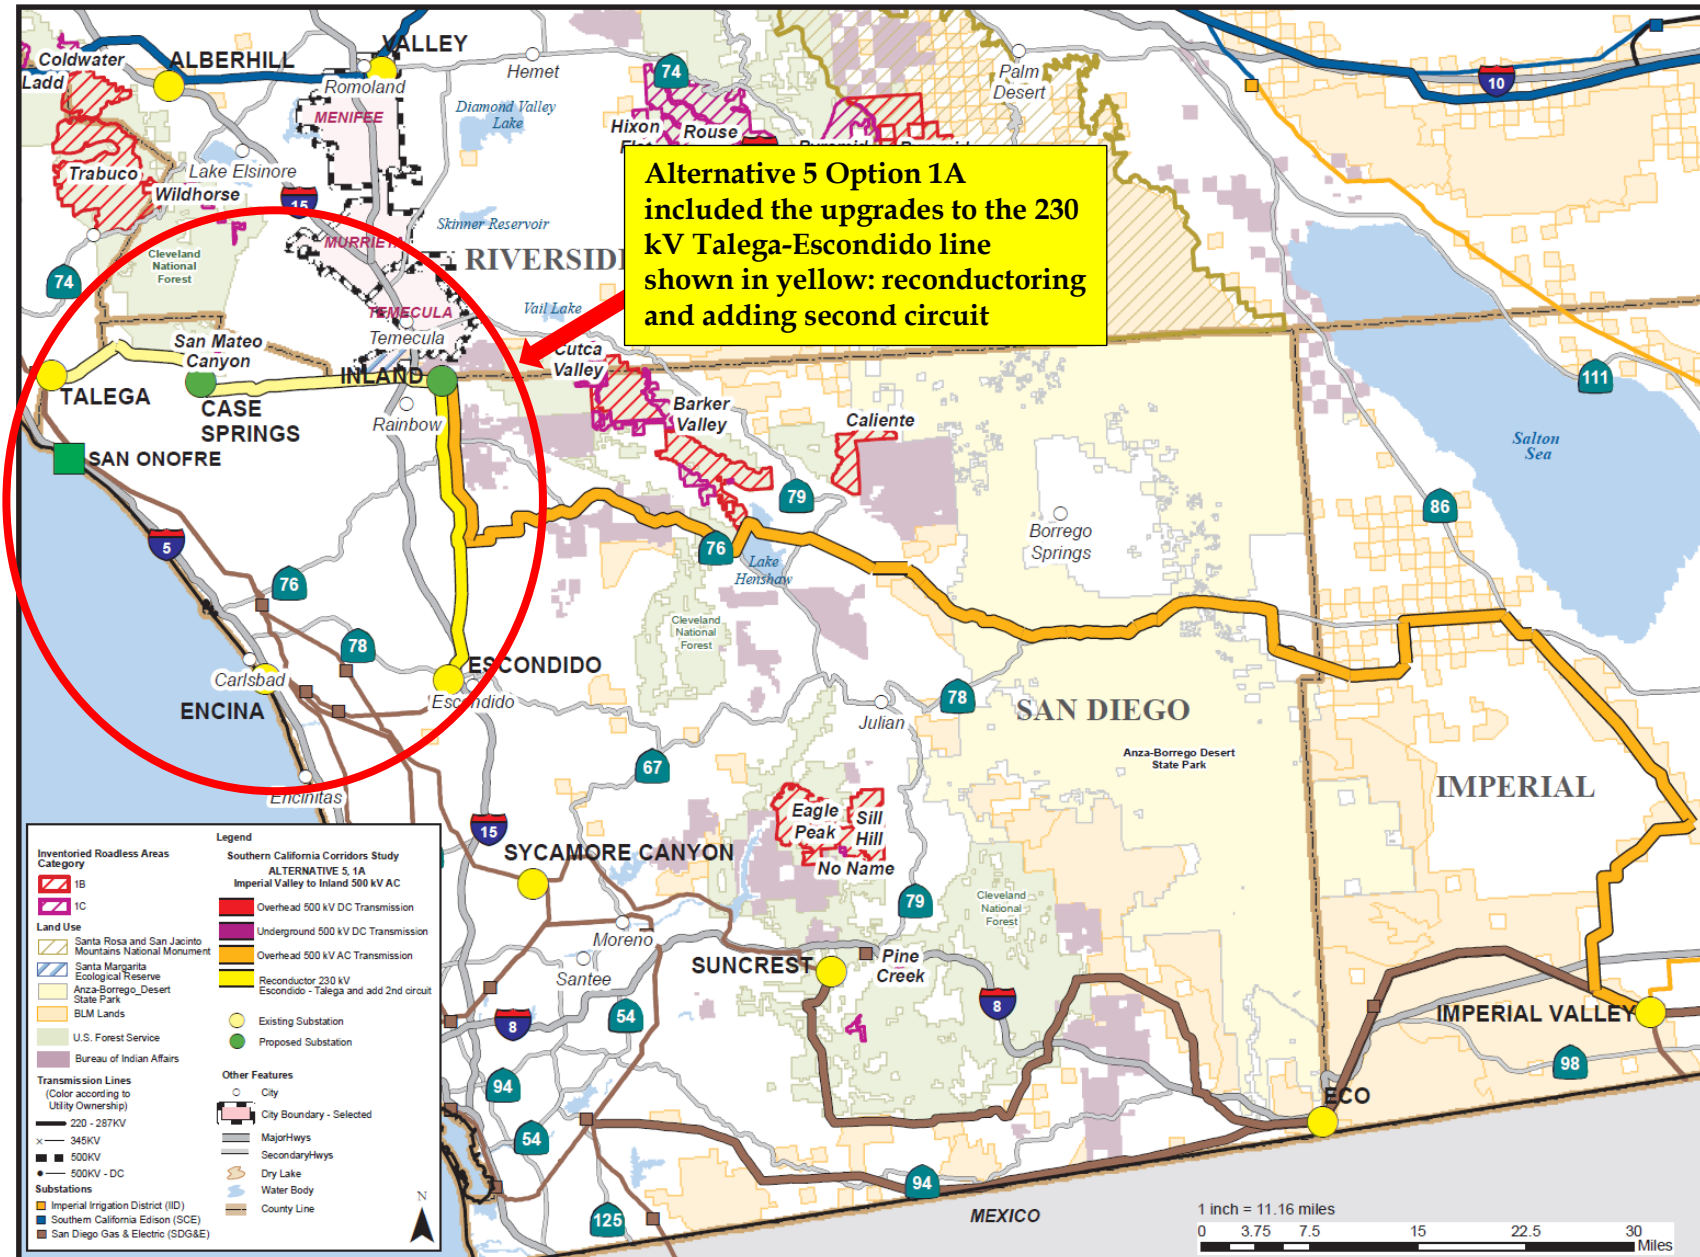 Coldwater
Ladd
ALBERHILL
VALLEY
Romoland
MENIFEE
Hemet
Diamond Valley
Lake
74
Palm
Desert
10
Hixon
Rouse
Trabuco
Lake Elsinore
Wildhorse
15
Skinner Reservoir
MURRIETA
Cleveland
National
Forest
74
Alternative 5 Option 1A
included the upgrades to the 230
kV Talega-Escondido line
shown in yellow: reconductoring
and adding second circuit
Vail Lake
TEMECULA
Temecula
San Mateo
Canyon
TALEGA
CASE
SPRINGS
INLAND
Rainbow
SAN ONOFRE
Cutca
Valley
Barker
Valley
Caliente
111
Salton
Sea
79
86
Borrego
Springs
5
76
76
Lake
Henshaw
Cleveland
National
Forest
78
ESCONDIDO
Escondido
Carlsbad
ENCINA
Encinitas
Julian
78
SAN DIEGO
Anza-Borrego Desert
State Park
IMPERIAL
67
Eagle
Peak
Sill
Hill
No Name
15
SYCAMORE CANYON
79
Cleveland
National
Forest
Moreno
Santee
SUNCREST
Pine
Creek
8
8
54
94
54
125
94
IMPERIAL VALLEY
98
ECO
MEXICO
1 inch = 11.16 miles
0 3.75 7.5 15 22.5 30
Miles
Legend
Inventoried Roadless Areas
Category
1B
1C
Land Use
Santa Rosa and San Jacinto
Mountains National Monument
Santa Margarita
Ecological Reserve
Anza-Borrego_Desert
State Park
BLM Lands
U.S. Forest Service
Bureau of Indian Affairs
Transmission Lines
(Color according to
Utility Ownership)
220 - 287KV
345KV
500KV
500KV - DC
Substations
Imperial Irrigation District (IID)
Southern California Edison (SCE)
San Diego Gas & Electric (SDG&E)
Southern California Corridors Study
ALTERNATIVE 5, 1A
Imperial Valley to Inland 500 kV AC
Overhead 500 kV DC Transmission
Underground 500 kV DC Transmission
Overhead 500 kV AC Transmission
Reconductor 230 kV
Escondido - Talega and add 2nd circuit
Existing Substation
Proposed Substation
Other Features
City
City Boundary - Selected
MajorHwys
SecondaryHwys
Dry Lake
Water Body
County Line
N